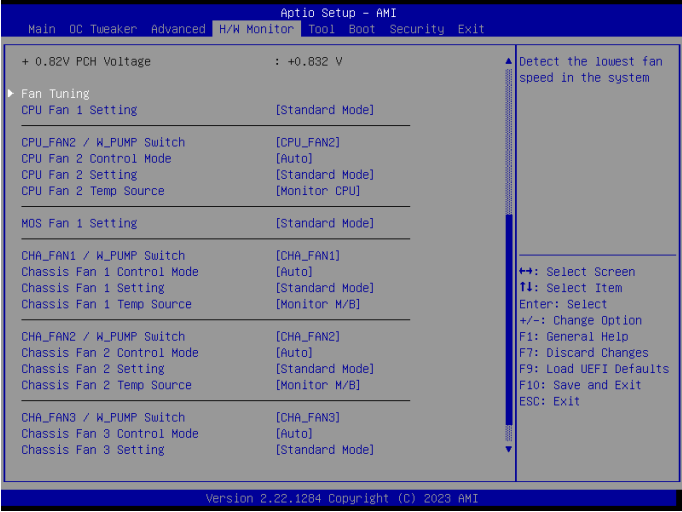 Aptio Setup - AMI
Main OC Tweaker Advanced H/W Monitor Tool Boot Security Exit
+ 0.82V PCH Voltage : +0.832 V
Fan Tuning
CPU Fan 1 Setting [Standard Mode]
CPU_FAN2 / W_PUMP Switch [CPU_FAN2]
CPU Fan 2 Control Mode [Auto]
CPU Fan 2 Setting [Standard Mode]
CPU Fan 2 Temp Source [Monitor CPU]
MOS Fan 1 Setting [Standard Mode]
CHA_FAN1 / W_PUMP Switch [CHA_FAN1]
Chassis Fan 1 Control Mode [Auto]
Chassis Fan 1 Setting [Standard Mode]
Chassis Fan 1 Temp Source [Monitor M/B]
CHA_FAN2 / W_PUMP Switch [CHA_FAN2]
Chassis Fan 2 Control Mode [Auto]
Chassis Fan 2 Setting [Standard Mode]
Chassis Fan 2 Temp Source [Monitor M/B]
CHA_FAN3 / W_PUMP Switch [CHA_FAN3]
Chassis Fan 3 Control Mode [Auto]
Chassis Fan 3 Setting [Standard Mode]
Detect the lowest fan
speed in the system
↔: Select Screen
↑↓: Select Item
Enter: Select
+/-: Change Option
F1: General Help
F7: Discard Changes
F9: Load UEFI Defaults
F10: Save and Exit
ESC: Exit
Version 2.22.1284 Copyright (C) 2023 AMI